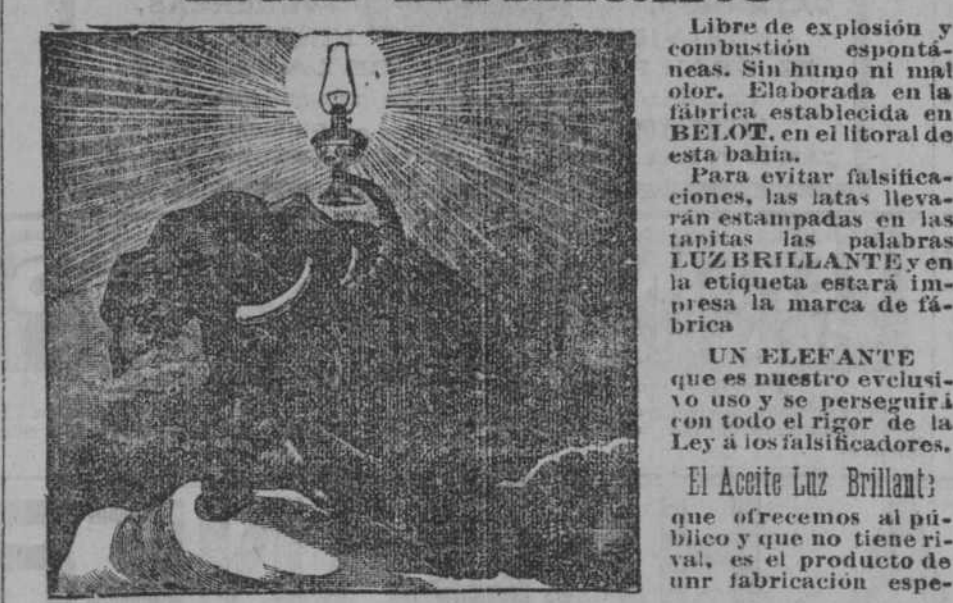 Libre de explosión y
combustión espontá-
neas. Sin humo ni mal
olor. Elaborada en la
fábrica establecida en
BELOT, en el litoral de
esta bahía.
Para evitar falsifica-
ciones, las latas lleva-
rán estampadas en las
tapitas las palabras
LUZ BRILLANTE y en
la etiqueta estará im-
presa la marca de fá-
brica
UN ELEFANTE
que es nuestro evclusi-
vo uso y se perseguirá
con todo el rigor de la
Ley á los falsificadores.
El Aceite Luz Brillante
que ofrecemos al pú-
blico y que no tiene ri-
val, es el producto de
unr fabricación espe-